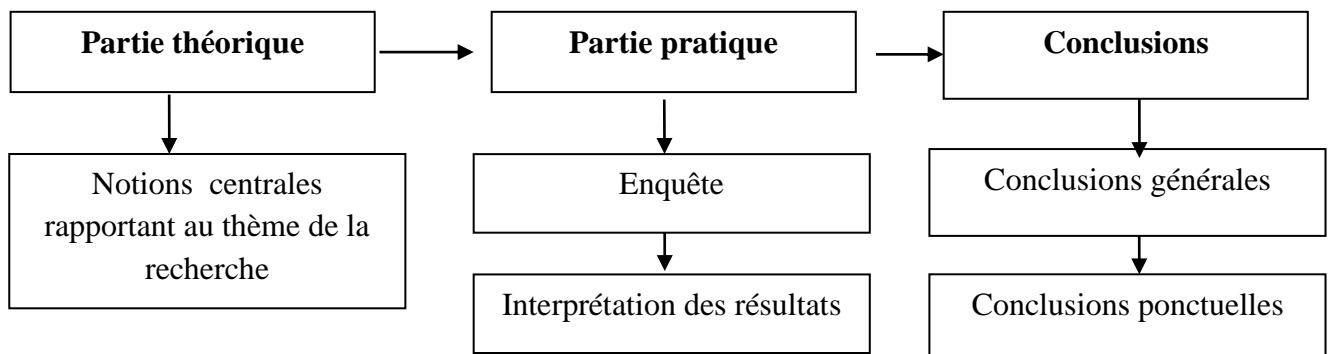 Partie théorique
Partie pratique
Conclusions
Notions centrales
rapportant au thème de la
recherche
Enquête
Conclusions générales
Interprétation des résultats
Conclusions ponctuelles